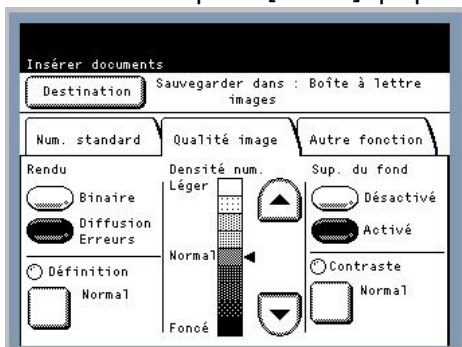 Insérer documents
Destination
Sauvegarder dans : Boîte à lettre
images
Num. standard
Qualité image
Autre fonction
Rendu
Binaire
Diffusion
Erreurs
Définition
Normal
Densité num.
Léger
Normal
Foncé
Sup. du fond
Désactivé
Activé
Contraste
Normal